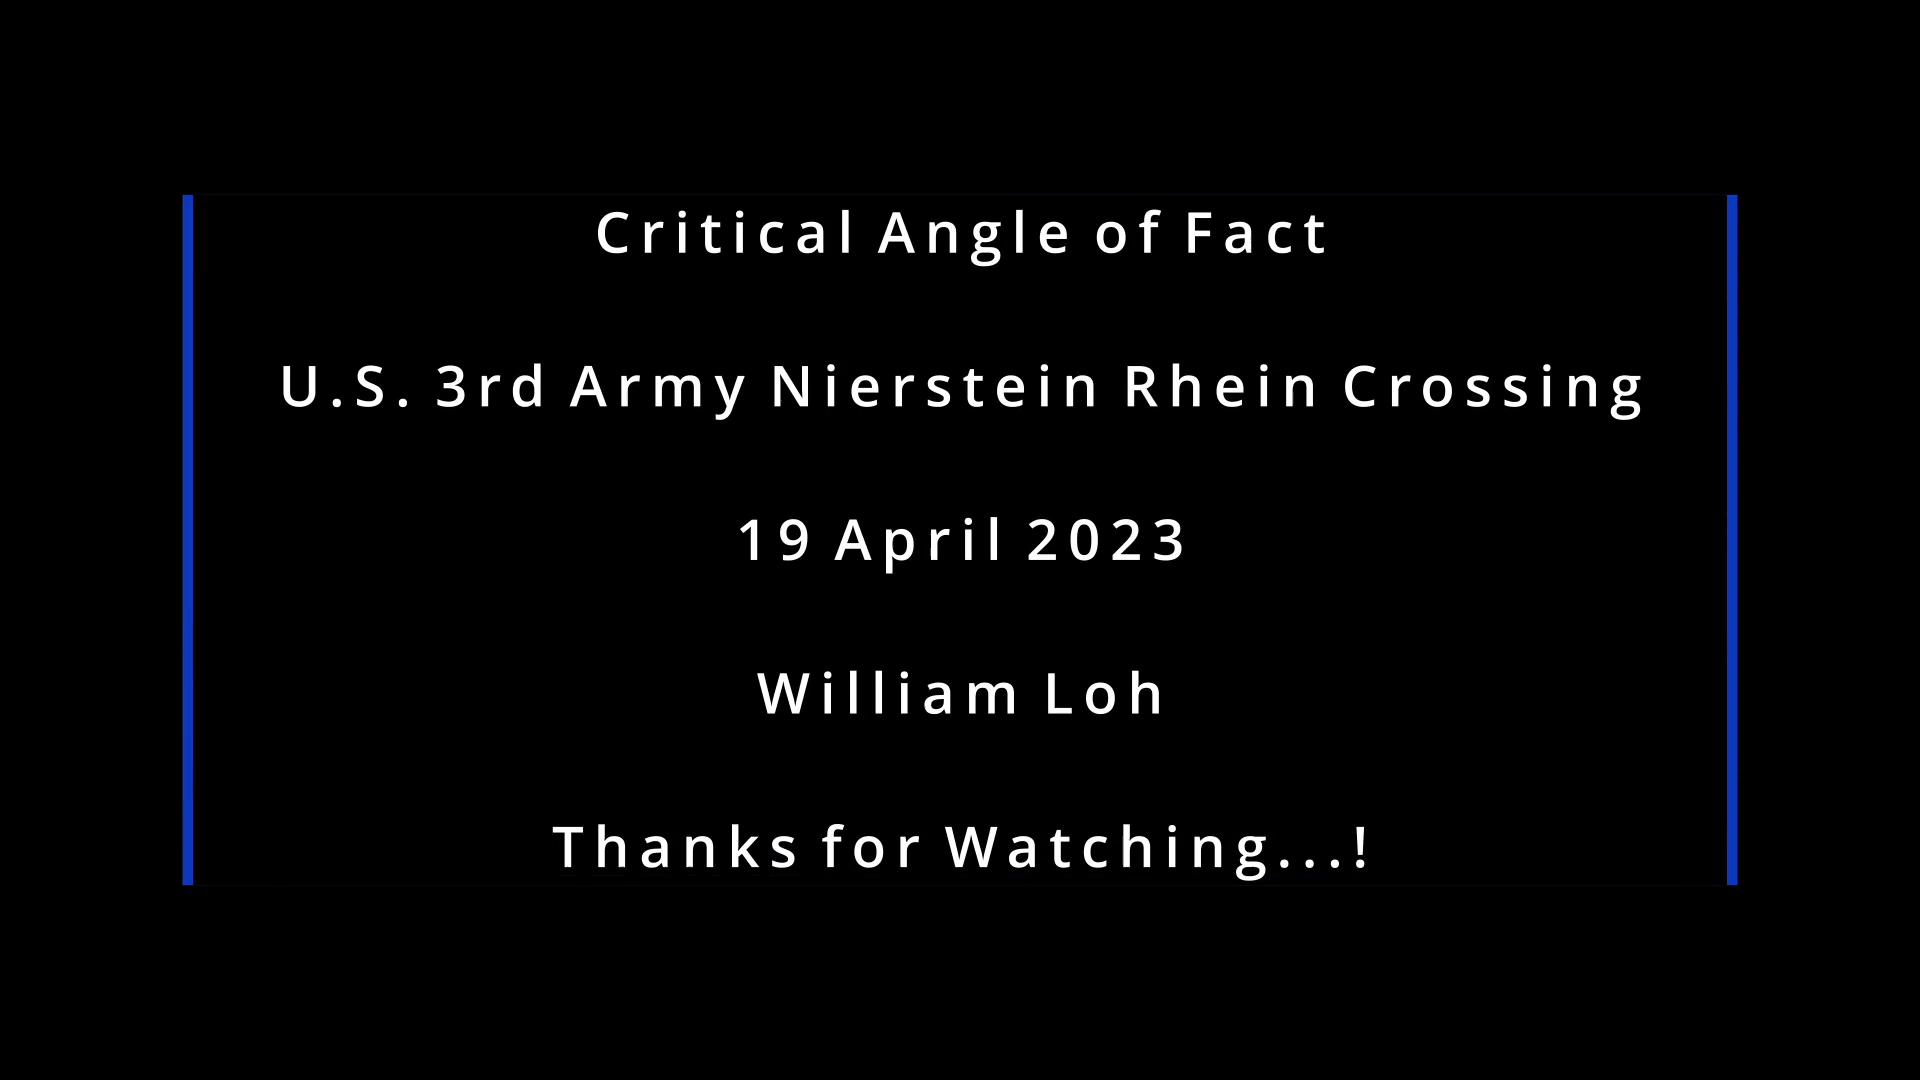 Critical Angle of Fact
U.S. 3rd Army Nierstein Rhein Crossing
19 April 2023
William Loh
Thanks for Watching...!